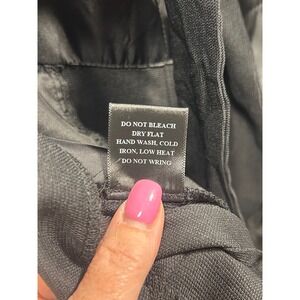 DO NOT BLEACH
DRY FLAT
HAND WASH, COLD
IRON, LOW HEAT
DO NOT WRING